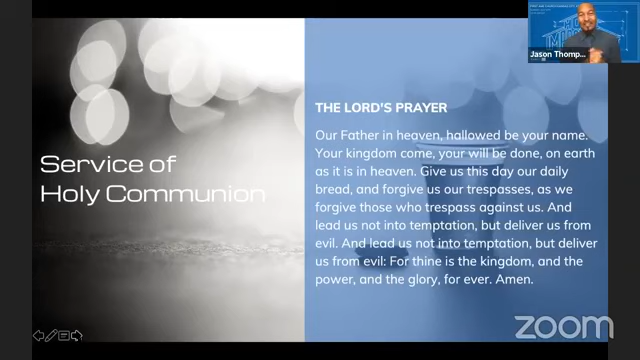 Jason Thomp...
Service of
Holy Communion
THE LORD'S PRAYER
Our Father in heaven, hallowed be your name.
Your kingdom come, your will be done, on earth
as it is in heaven. Give us this day our daily
bread, and forgive us our trespasses, as we
forgive those who trespass against us. And
lead us not into temptation, but deliver us from
evil. And lead us not into temptation, but deliver
us from evil: For thine is the kingdom, and the
power, and the glory, for ever. Amen.
zoom